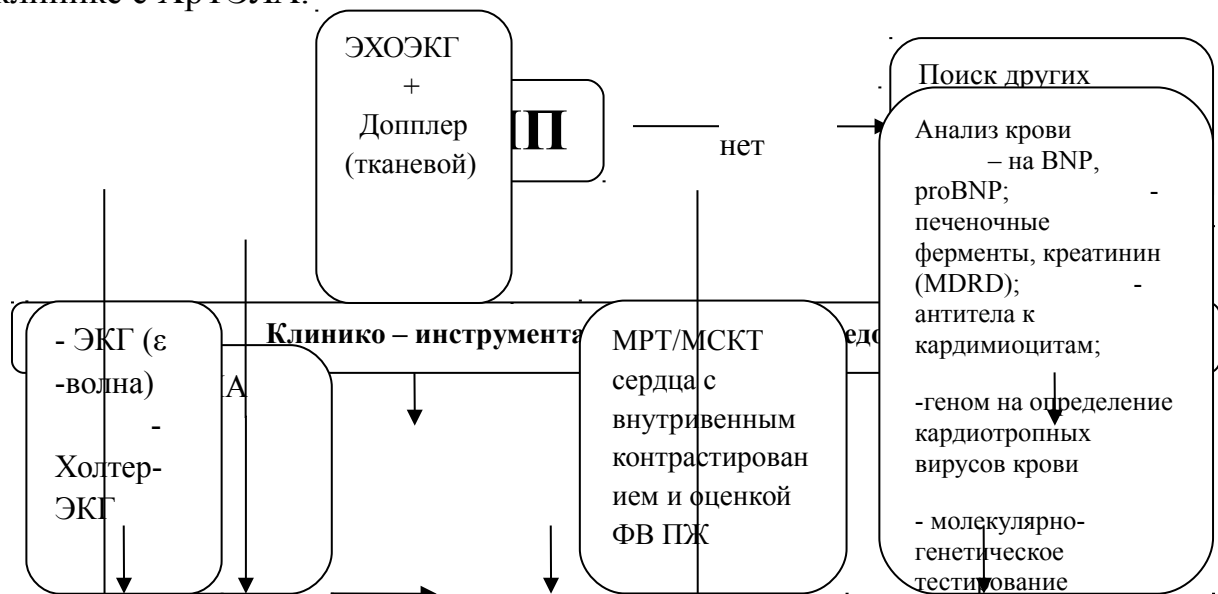 ЭХОЭКГ
+
Допплер
(тканевой)
нет
Поиск других
Анализ крови
– на BNP,
proBNP; -
печеночные
ферменты, креатинин
(MDRD); -
антитела к
кардимиоцитам;
-геном на определение
кардиотропных
вирусов крови
- молекулярно-
генетическое
тестирование
Клинико – инструмента
- ЭКГ (ε
-волна)
-
Холтер-
ЭКГ
МРТ/МСКТ
сердца с
внутривенным
контрастирован
ием и оценкой
ФВ ПЖ